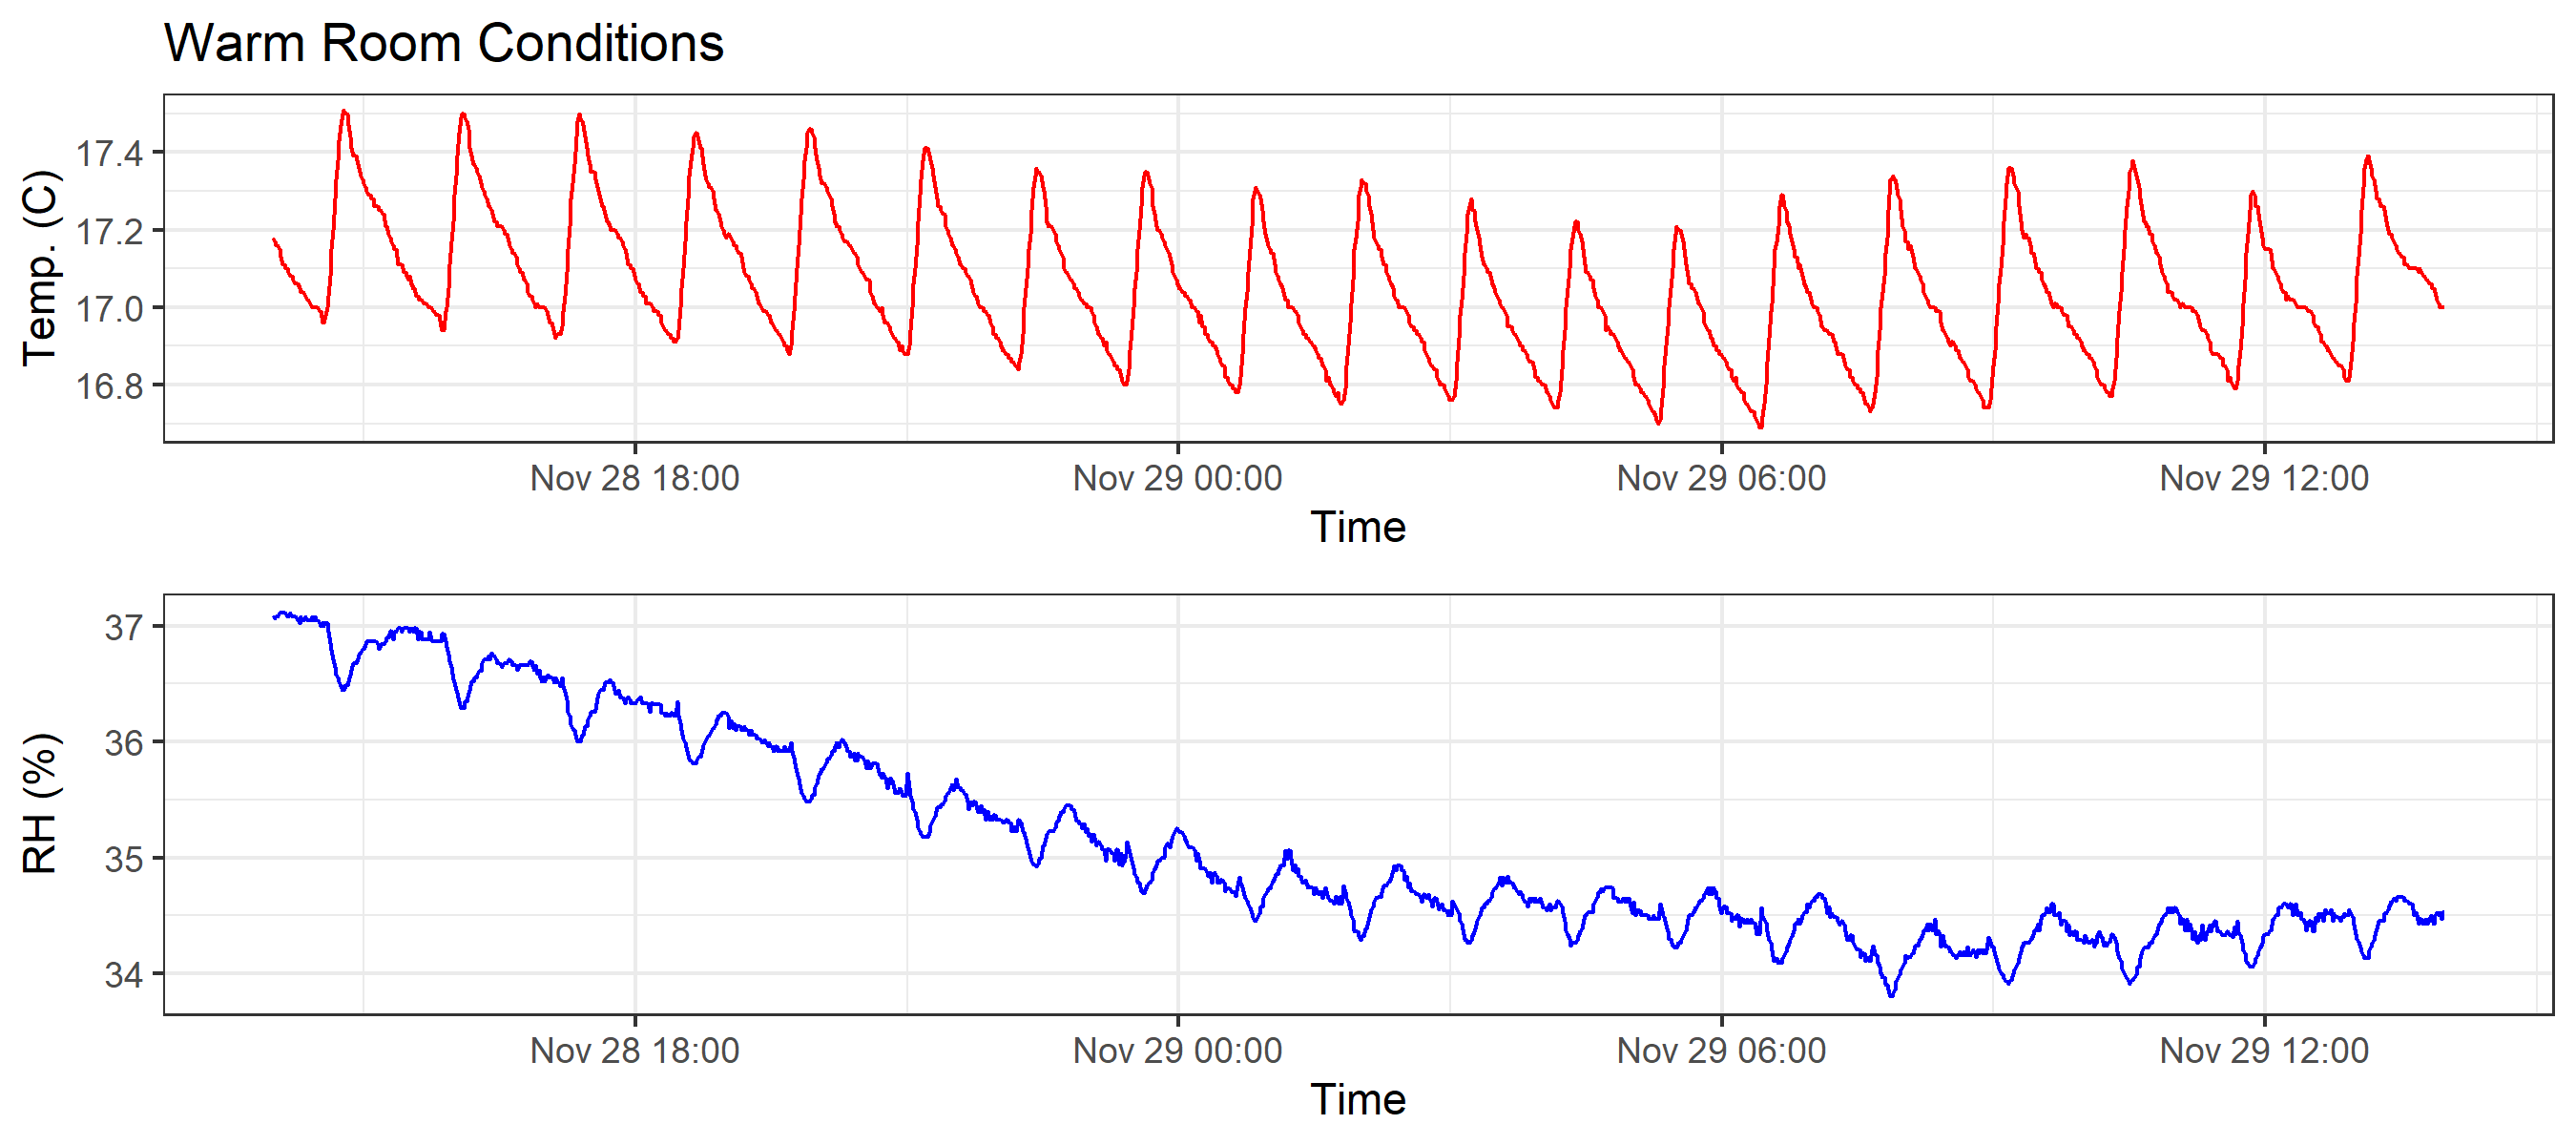 Warm Room Conditions
Temp. (C)
17.4
17.2
17.0
16.8
Nov 28 18:00 Nov 29 00:00 Nov 29 06:00 Nov 29 12:00
Time
RH (%)
37
36
35
34
Nov 28 18:00 Nov 29 00:00 Nov 29 06:00 Nov 29 12:00
Time